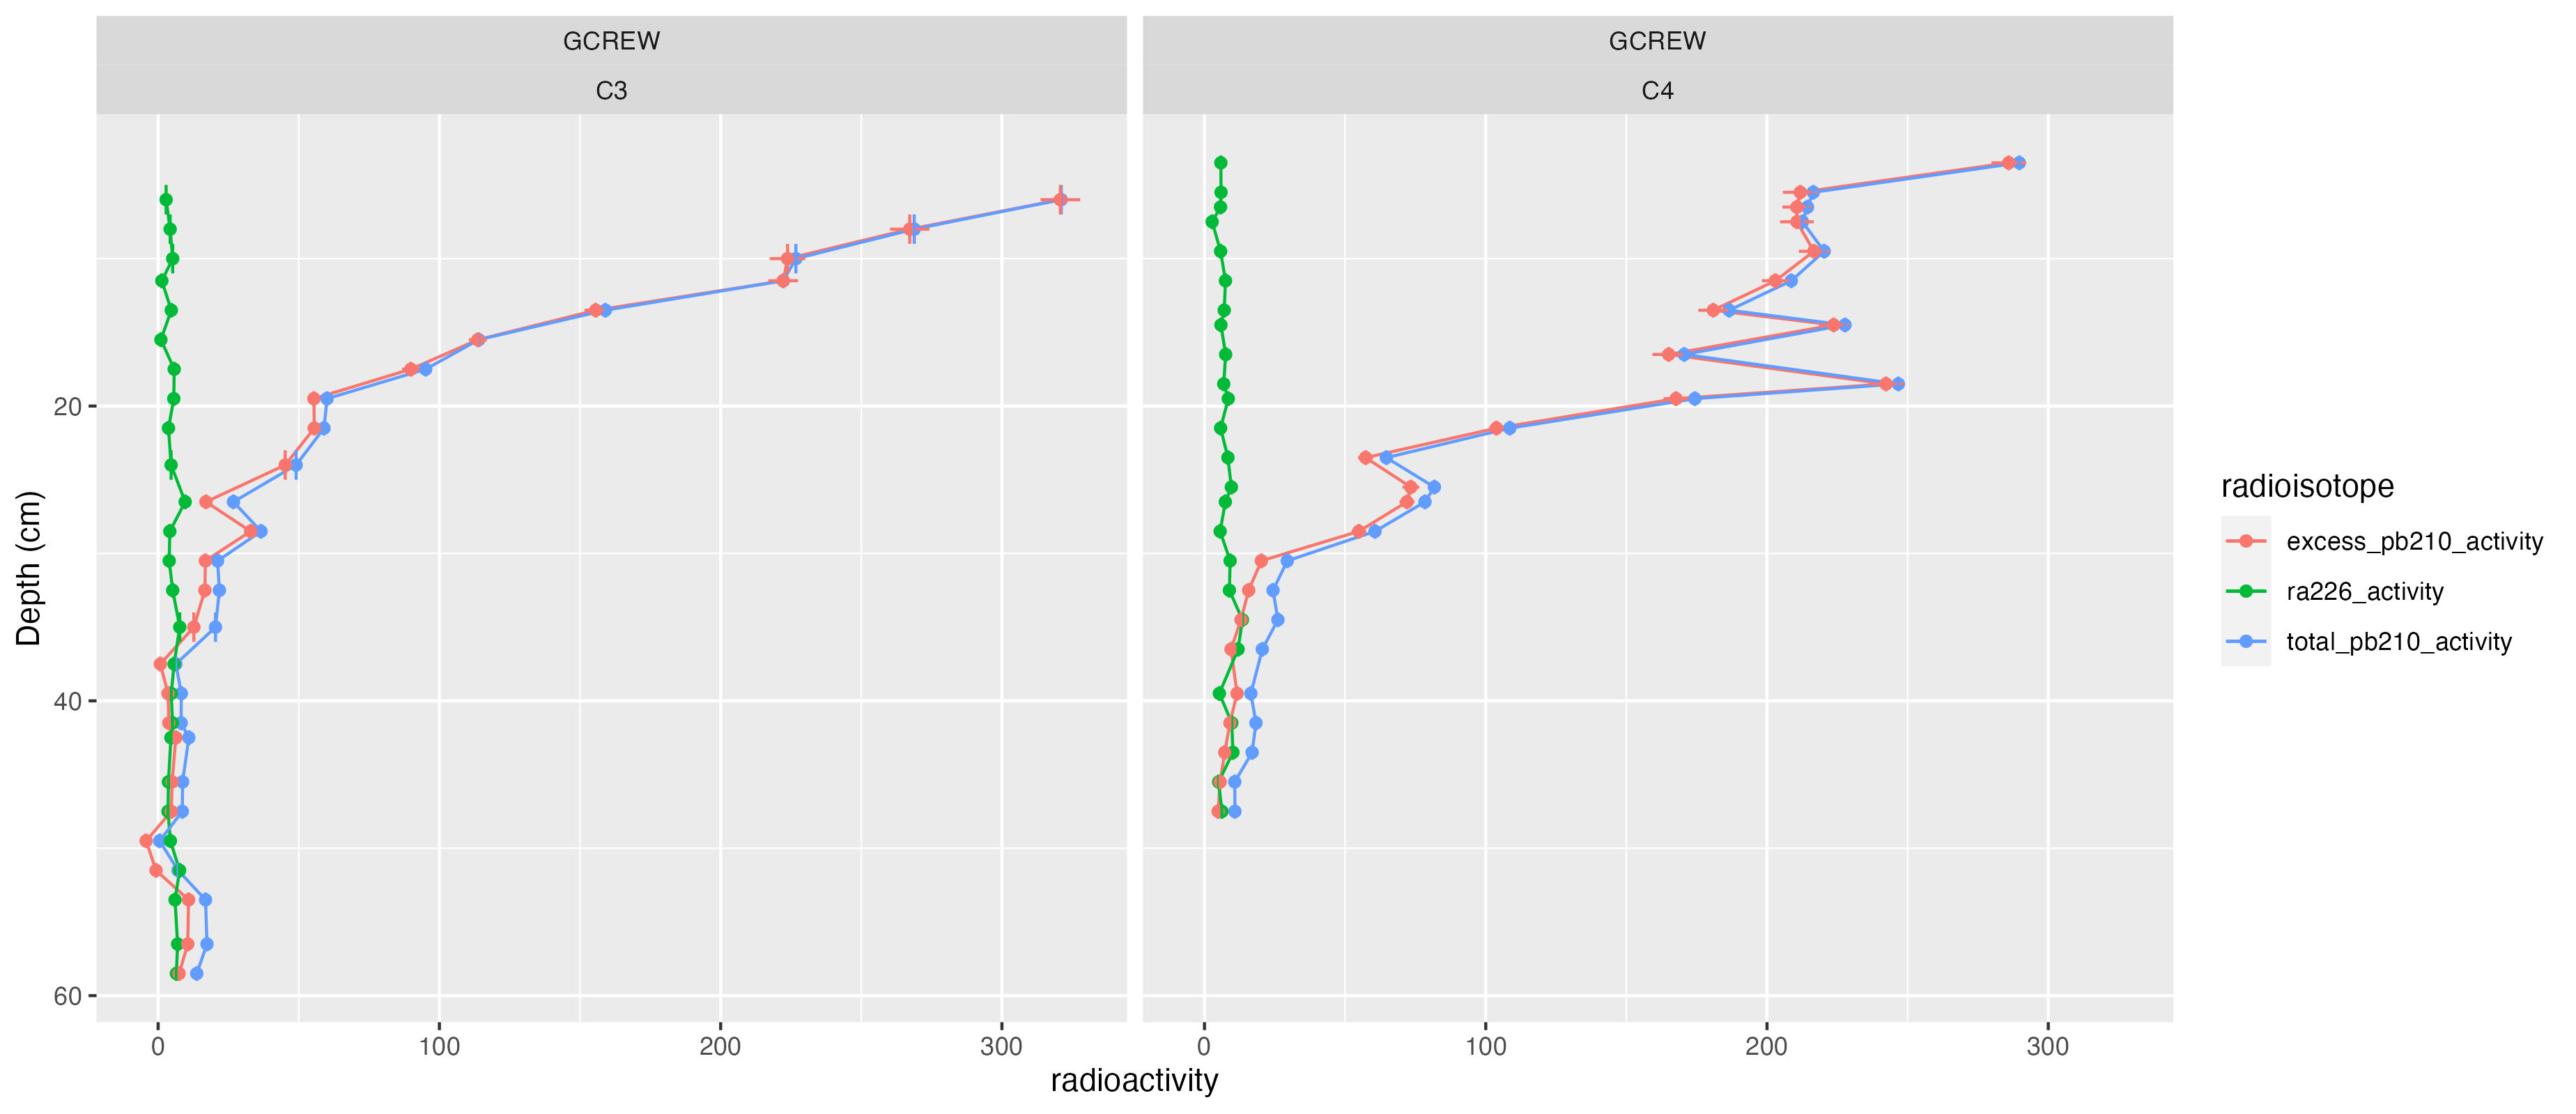 GCREW
C3
GCREW
C4
Depth (cm)
20
40
60
0
100
200
300
0
100
200
300
radioactivity
radioisotope
excess_pb210_activity
ra226_activity
total_pb210_activity